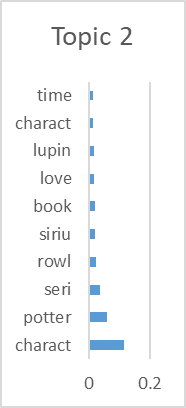 Topic 2
time
charact
lupin
love
book
siriu
rowl
seri
potter
charact
0 0.2